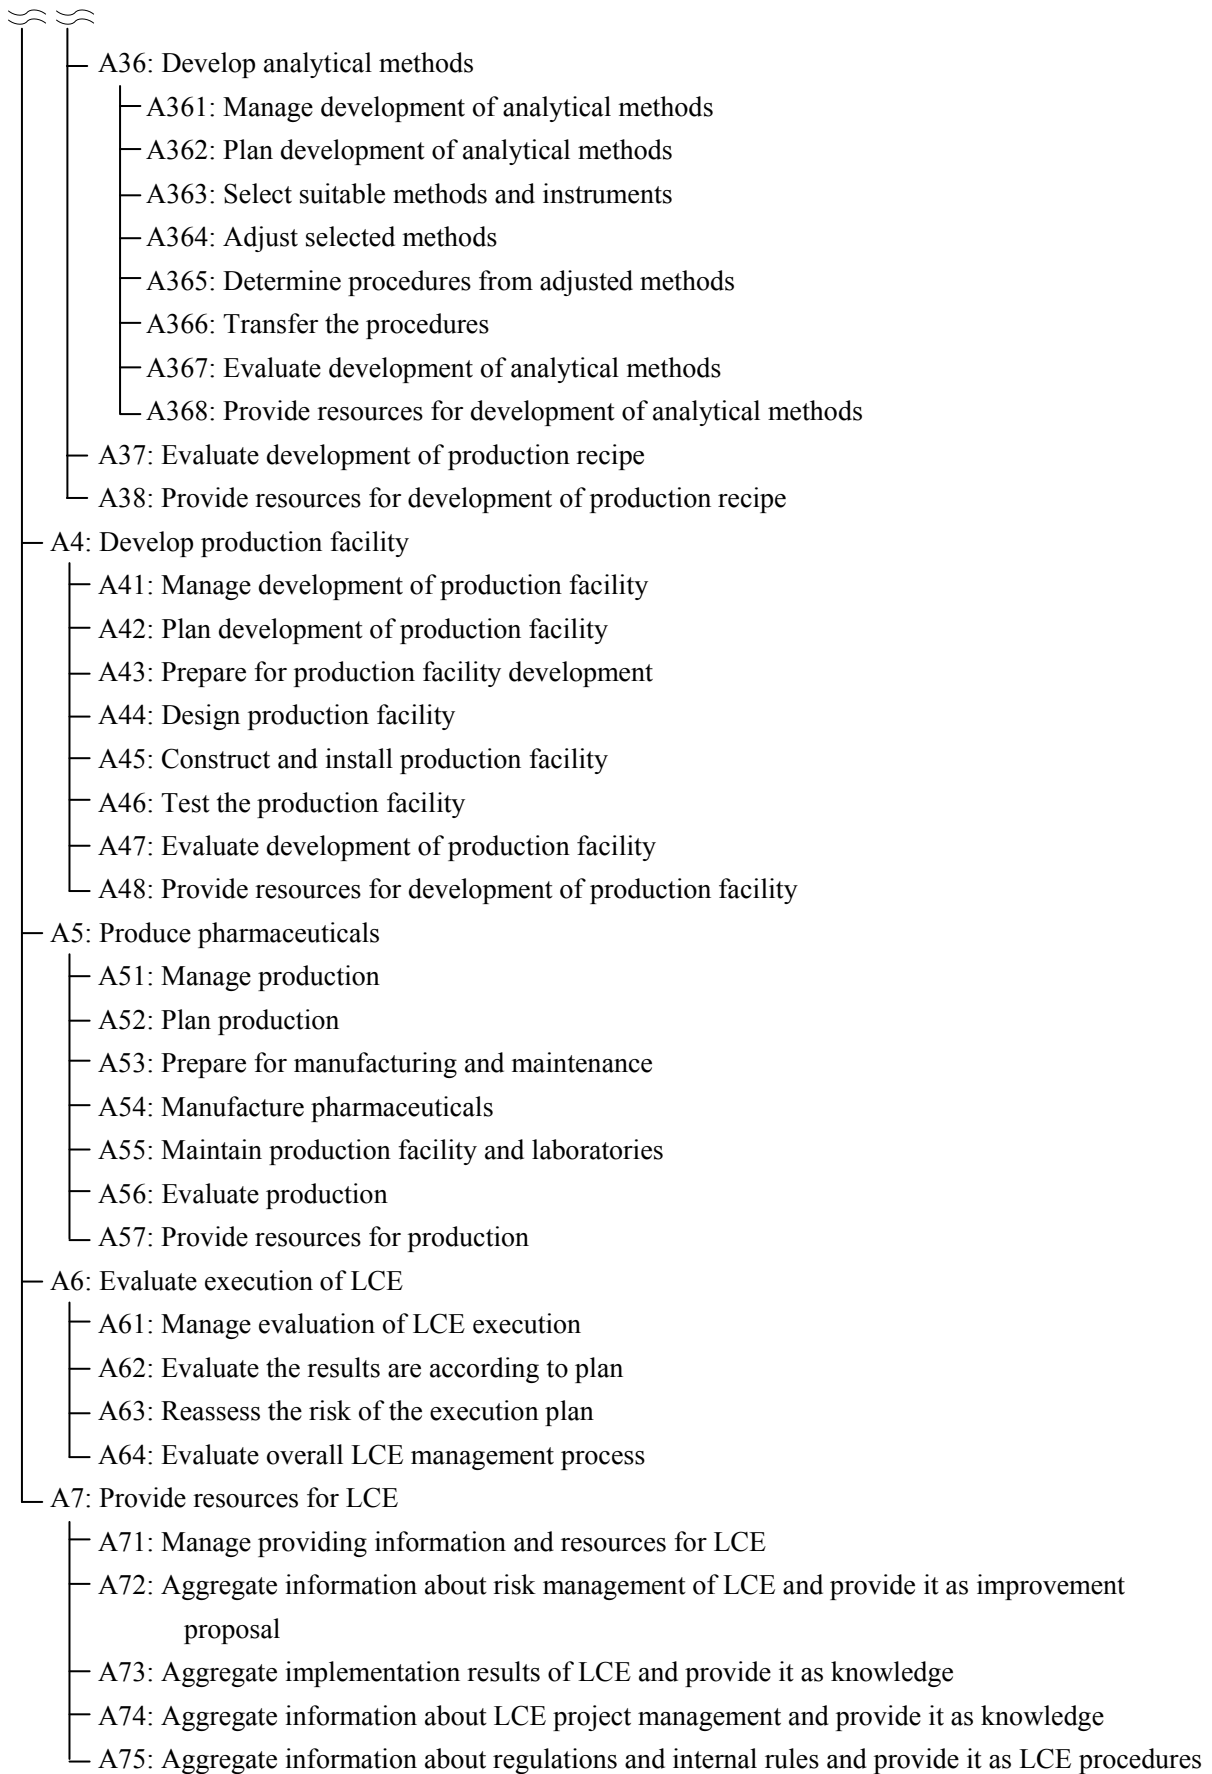 A36: Develop analytical methods
A361: Manage development of analytical methods
A362: Plan development of analytical methods
A363: Select suitable methods and instruments
A364: Adjust selected methods
A365: Determine procedures from adjusted methods
A366: Transfer the procedures
A367: Evaluate development of analytical methods
A368: Provide resources for development of analytical methods
A37: Evaluate development of production recipe
A38: Provide resources for development of production recipe
A4: Develop production facility
A41: Manage development of production facility
A42: Plan development of production facility
A43: Prepare for production facility development
A44: Design production facility
A45: Construct and install production facility
A46: Test the production facility
A47: Evaluate development of production facility
A48: Provide resources for development of production facility
A5: Produce pharmaceuticals
A51: Manage production
A52: Plan production
A53: Prepare for manufacturing and maintenance
A54: Manufacture pharmaceuticals
A55: Maintain production facility and laboratories
A56: Evaluate production
A57: Provide resources for production
A6: Evaluate execution of LCE
A61: Manage evaluation of LCE execution
A62: Evaluate the results are according to plan
A63: Reassess the risk of the execution plan
A64: Evaluate overall LCE management process
A7: Provide resources for LCE
A71: Manage providing information and resources for LCE
A72: Aggregate information about risk management of LCE and provide it as improvement
proposal
A73: Aggregate implementation results of LCE and provide it as knowledge
A74: Aggregate information about LCE project management and provide it as knowledge
A75: Aggregate information about regulations and internal rules and provide it as LCE procedures